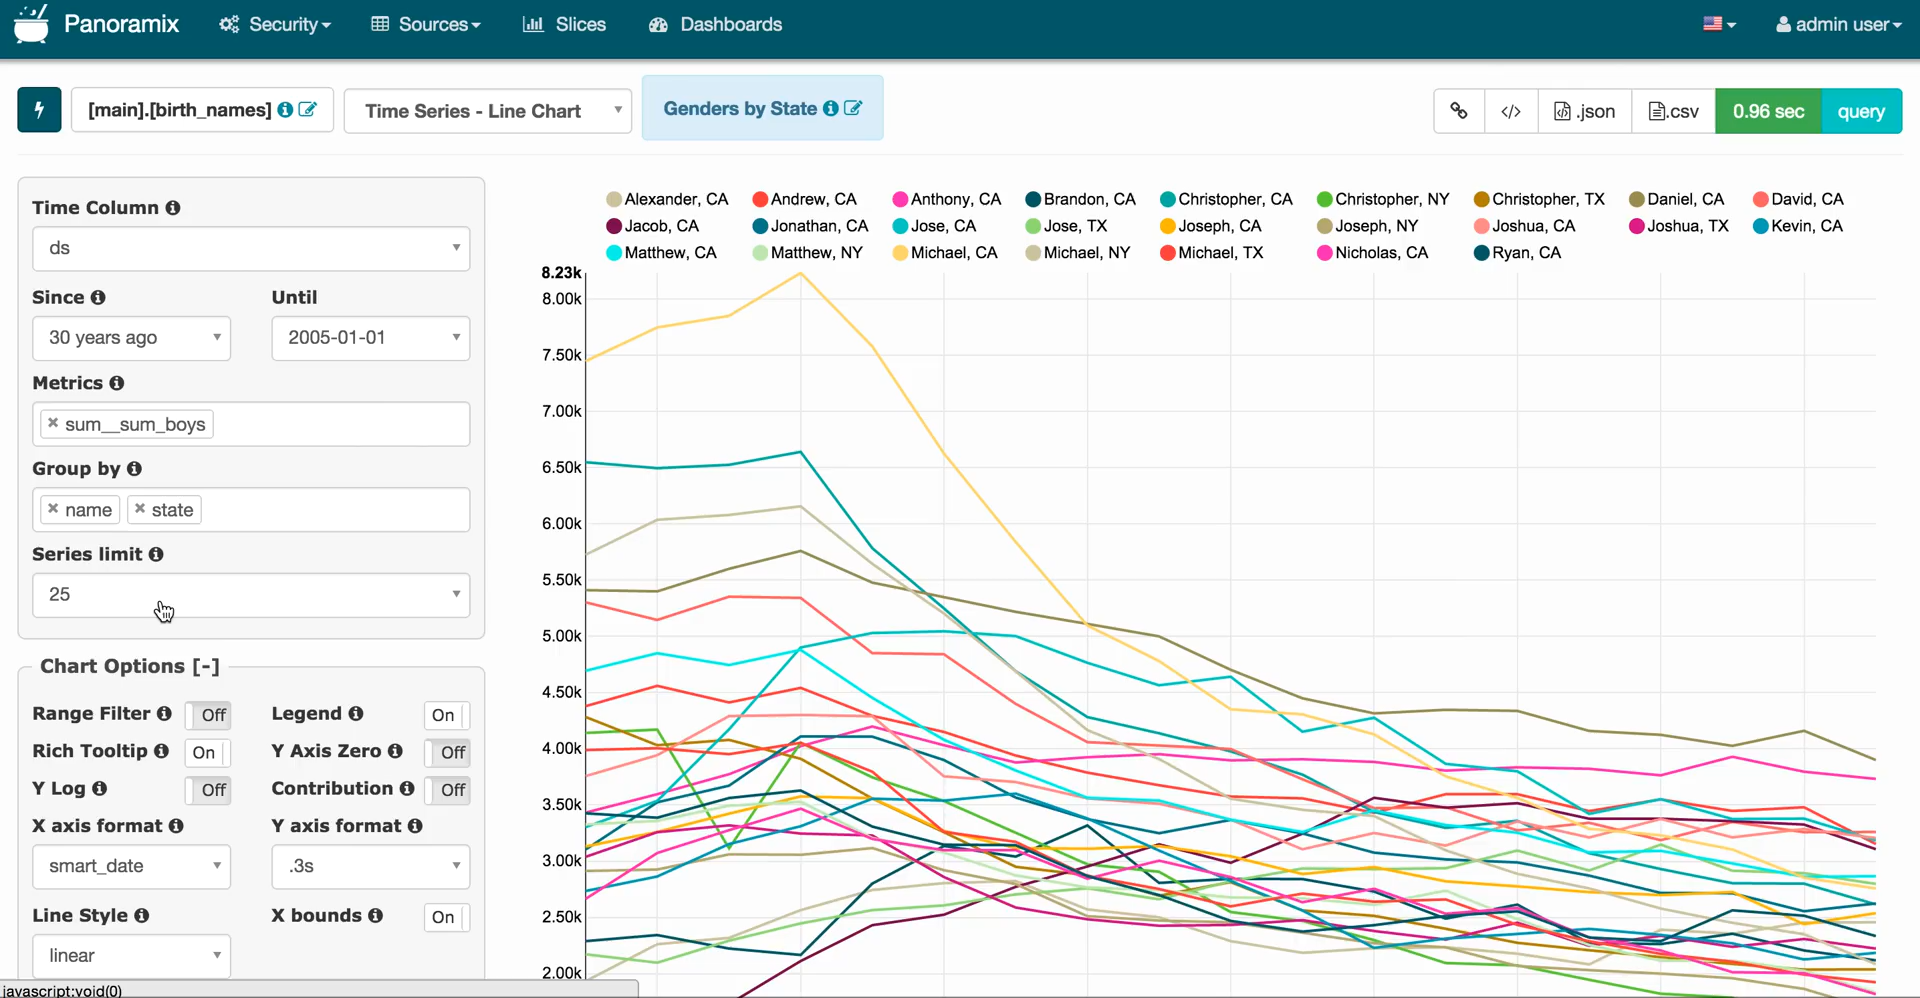 Panoramix Security Sources Slices Dashboards admin user
[main].[birth_names] Time Series - Line Chart Genders by State .json .csv 0.96 sec query
Time Column
ds
Since Until
30 years ago 2005-01-01
Metrics
× sum__sum_boys
Group by
× name × state
Series limit
25
Chart Options [-]
Range Filter Off Legend On
Rich Tooltip On Y Axis Zero Off
Y Log Off Contribution Off
X axis format Y axis format
smart_date .3s
Line Style X bounds On
linear
javascript:void(0)
Alexander, CA Andrew, CA Anthony, CA Brandon, CA Christopher, CA Christopher, NY Christopher, TX Daniel, CA David, CA
Jacob, CA Jonathan, CA Jose, CA Jose, TX Joseph, CA Joseph, NY Joshua, CA Joshua, TX Kevin, CA
Matthew, CA Matthew, NY Michael, CA Michael, NY Michael, TX Nicholas, CA Ryan, CA
8.23k
8.00k
7.50k
7.00k
6.50k
6.00k
5.50k
5.00k
4.50k
4.00k
3.50k
3.00k
2.50k
2.00k